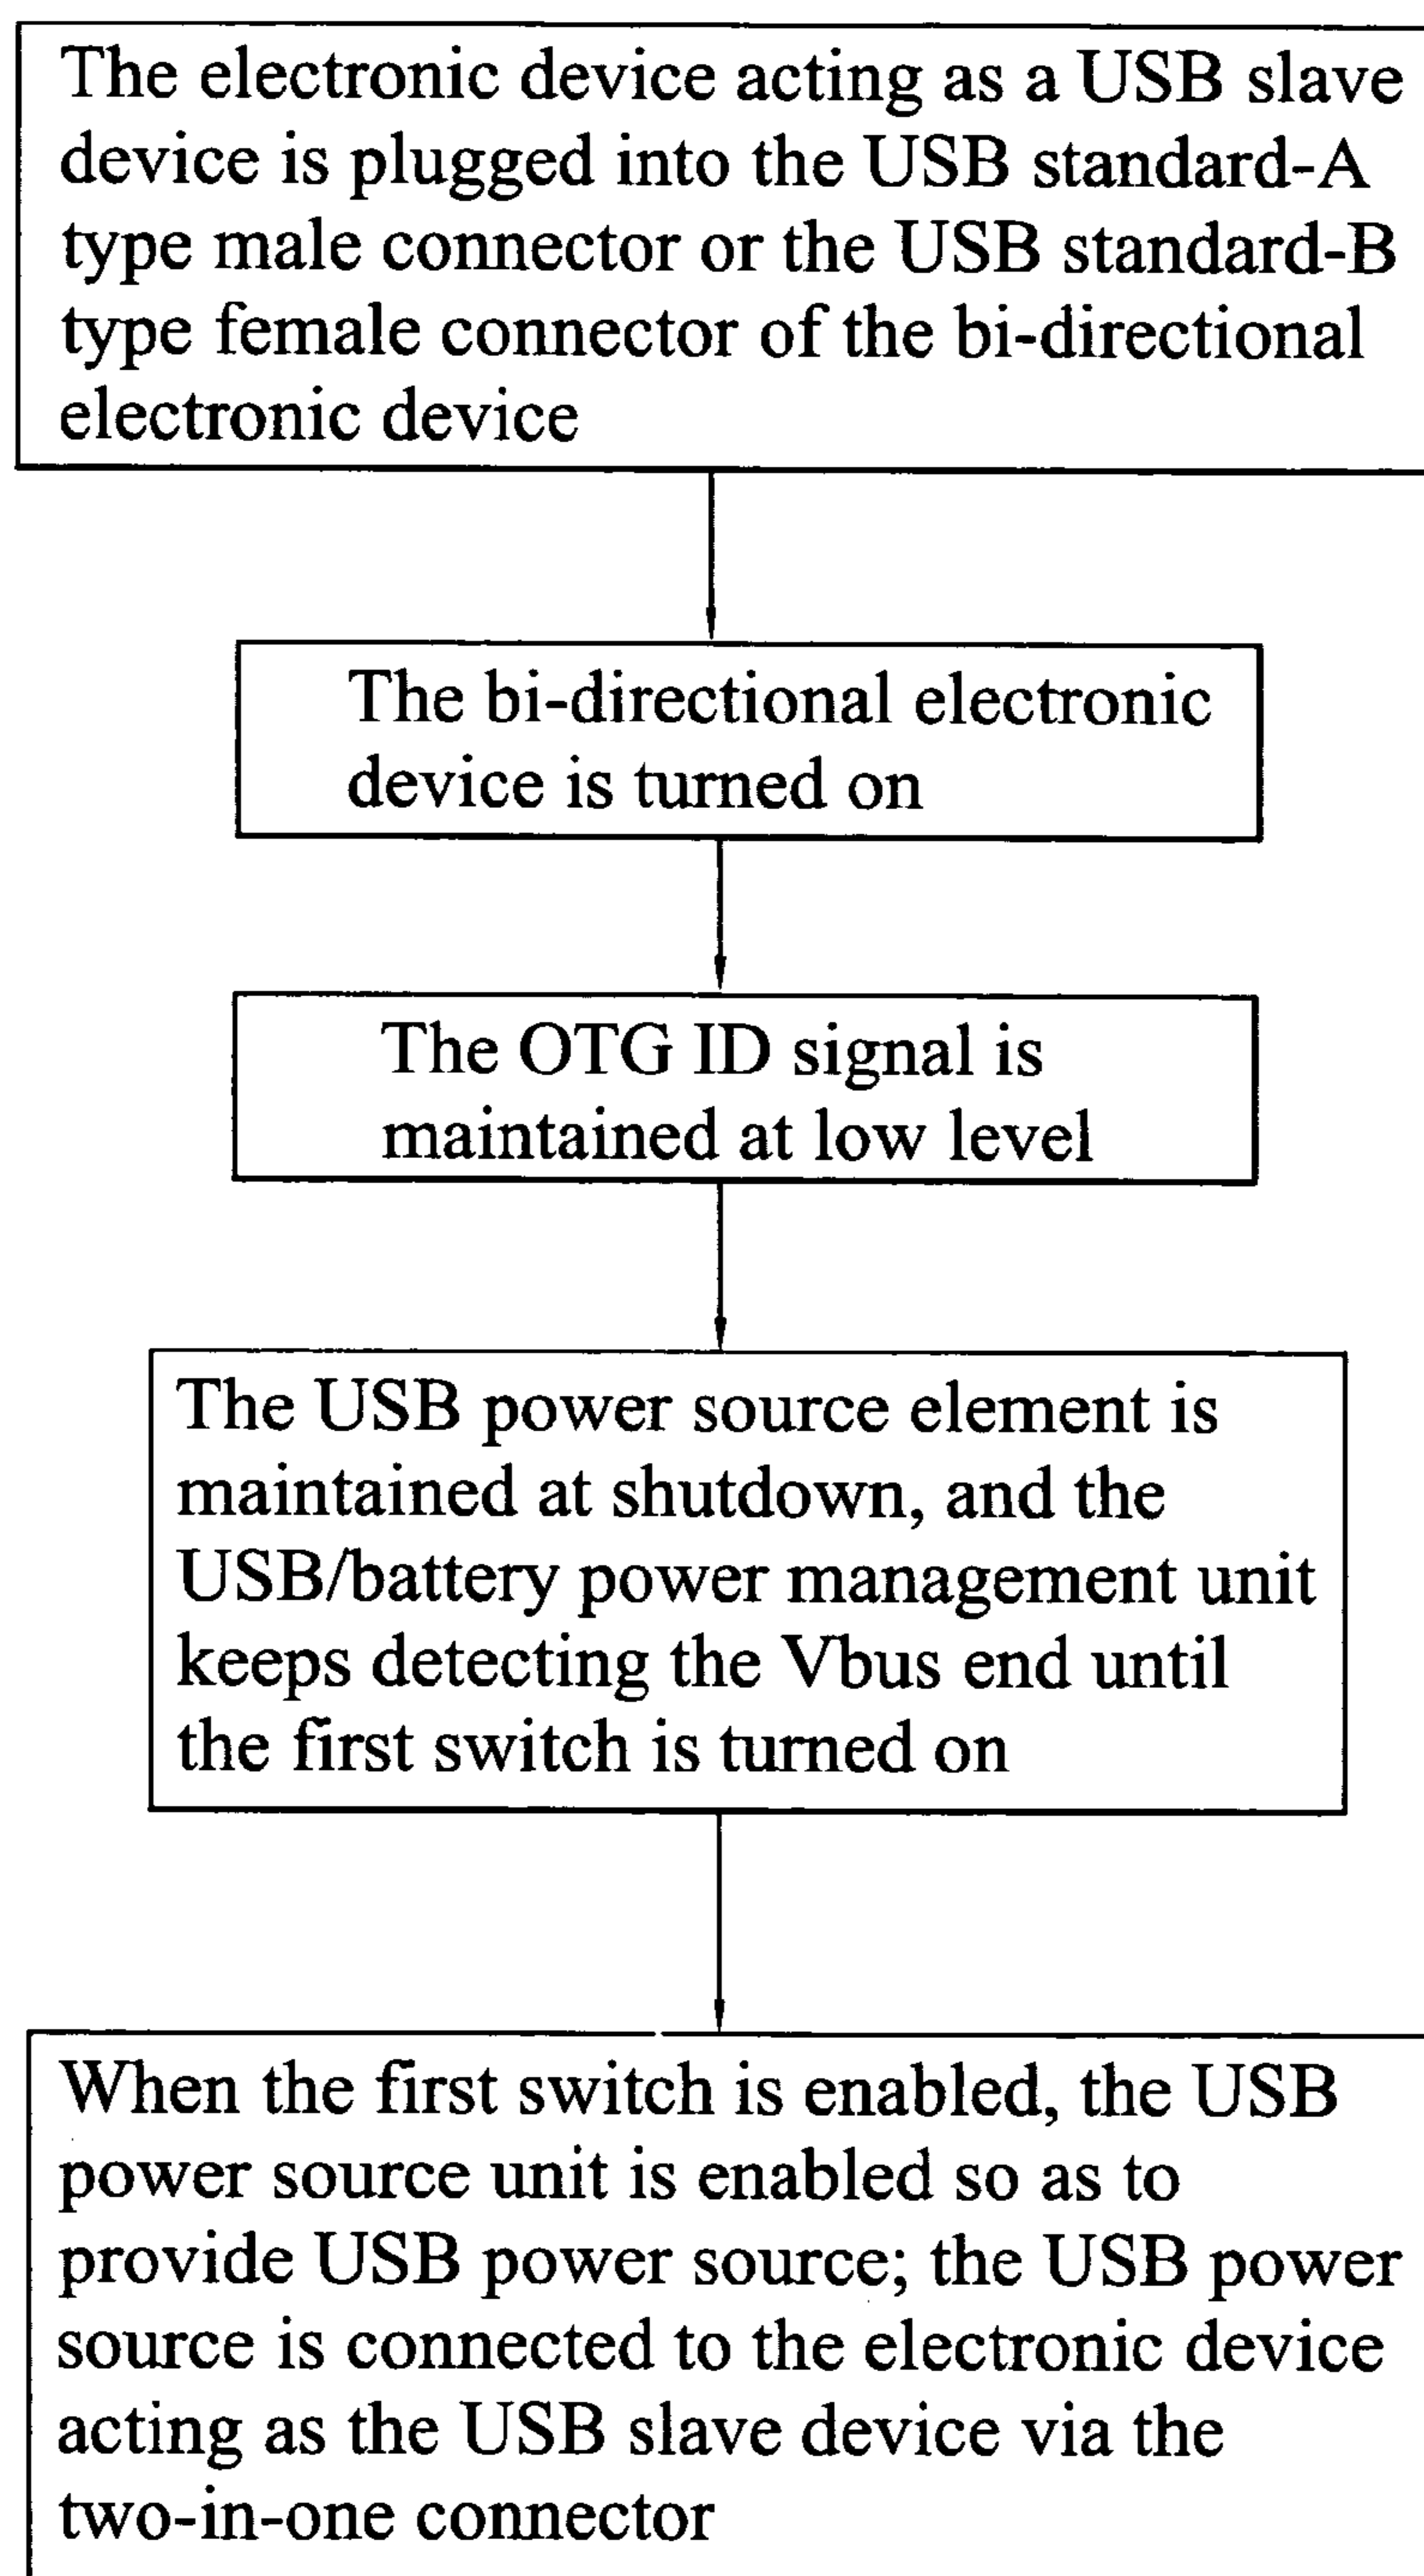 The electronic device acting as a USB slave
device is plugged into the USB standard-A
type male connector or the USB standard-B
type female connector of the bi-directional
electronic device
The bi-directional electronic
device is turned on
The OTG ID signal is
maintained at low level
The USB power source element is
maintained at shutdown, and the
USB/battery power management unit
keeps detecting the Vbus end until
the first switch is turned on
When the first switch is enabled, the USB
power source unit is enabled so as to
provide USB power source; the USB power
source is connected to the electronic device
acting as the USB slave device via the
two-in-one connector